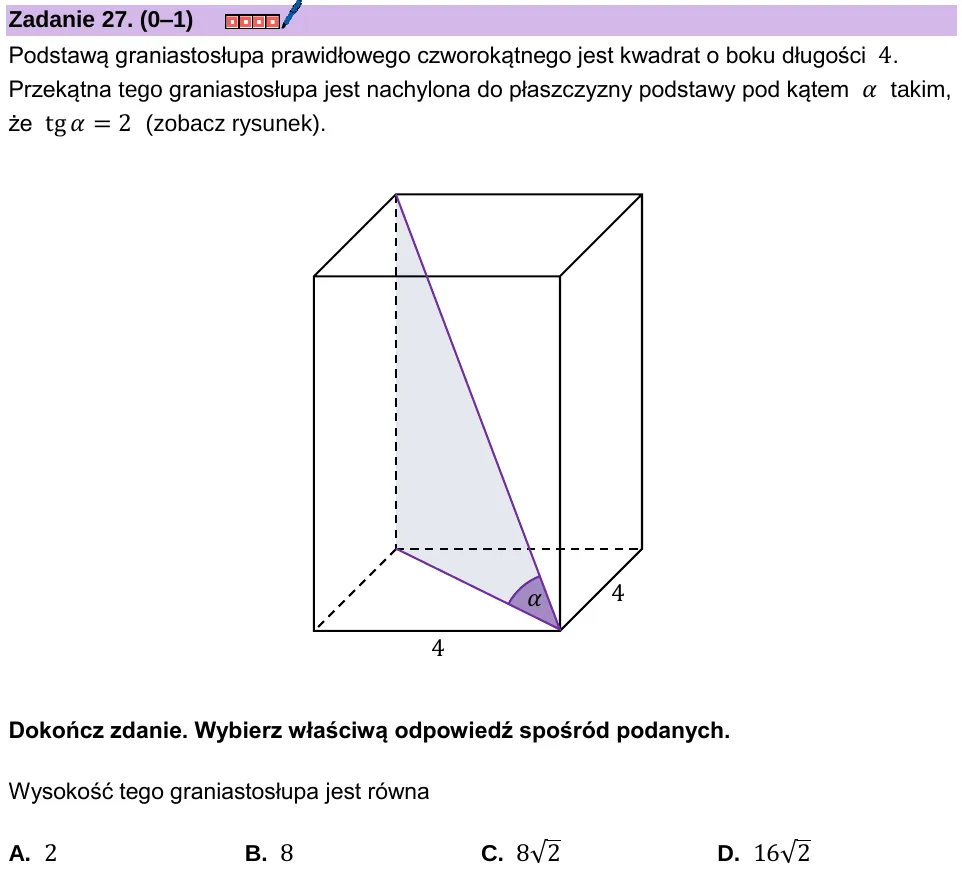 Zadanie 27. (0–1)
Podstawą graniastosłupa prawidłowego czworokątnego jest kwadrat o boku długości 4.
Przekątna tego graniastosłupa jest nachylona do płaszczyzny podstawy pod kątem α takim,
że tg α = 2 (zobacz rysunek).
α
4
4
Dokończ zdanie. Wybierz właściwą odpowiedź spośród podanych.
Wysokość tego graniastosłupa jest równa
A. 2 B. 8 C. 8√2 D. 16√2